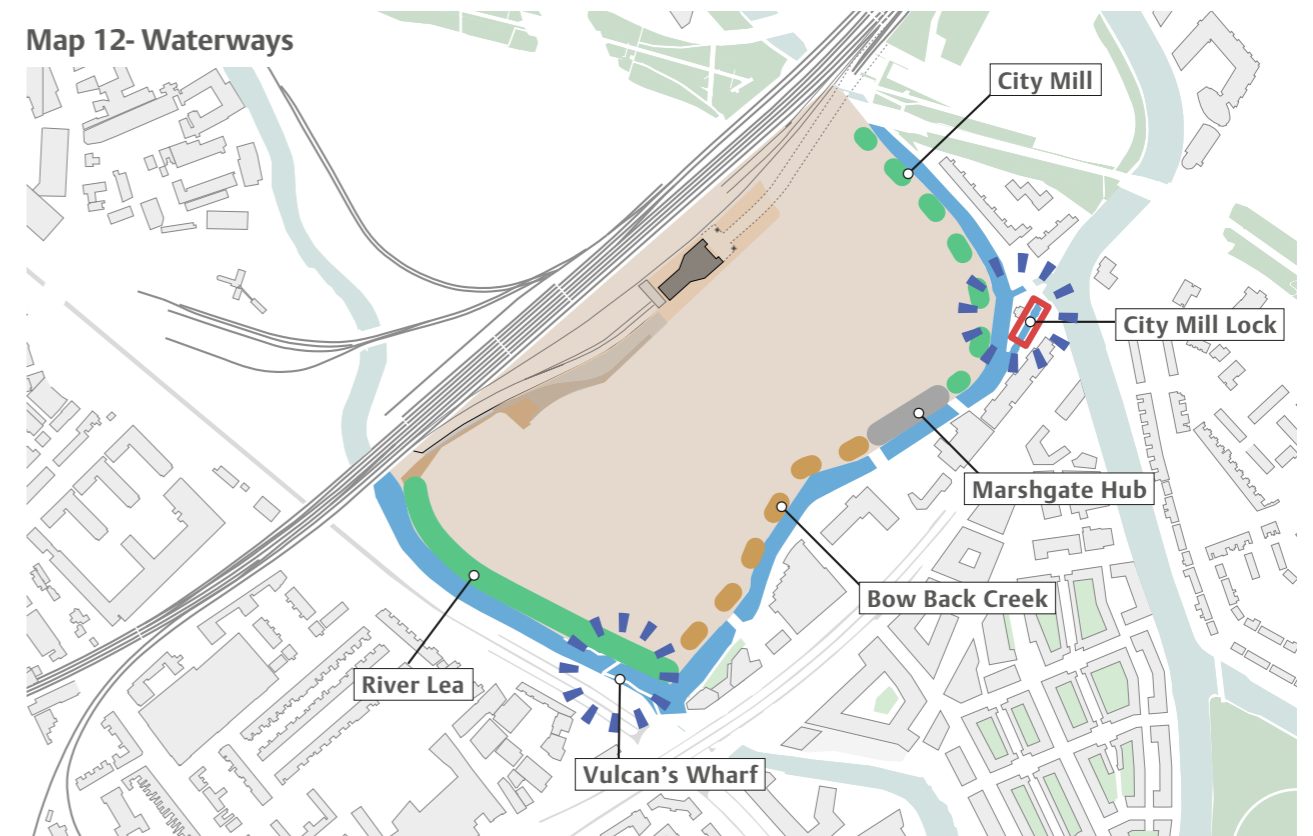 Map 12- Waterways
City Mill
City Mill Lock
Marshgate Hub
Bow Back Creek
River Lea
Vulcan's Wharf